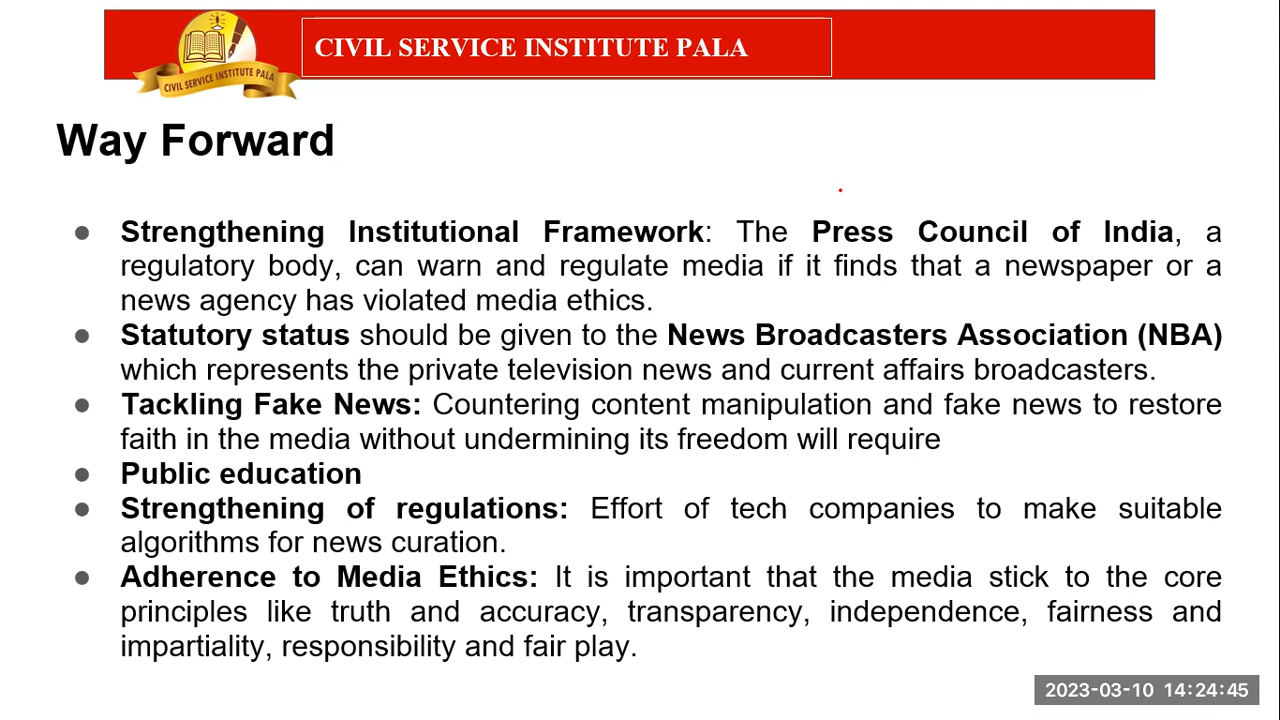 CIVIL SERVICE INSTITUTE PALA
CIVIL SERVICE INSTITUTE PALA
Way Forward
● Strengthening Institutional Framework: The Press Council of India, a
regulatory body, can warn and regulate media if it finds that a newspaper or a
news agency has violated media ethics.
● Statutory status should be given to the News Broadcasters Association (NBA)
which represents the private television news and current affairs broadcasters.
● Tackling Fake News: Countering content manipulation and fake news to restore
faith in the media without undermining its freedom will require
● Public education
● Strengthening of regulations: Effort of tech companies to make suitable
algorithms for news curation.
● Adherence to Media Ethics: It is important that the media stick to the core
principles like truth and accuracy, transparency, independence, fairness and
impartiality, responsibility and fair play.
2023-03-10 14:24:45